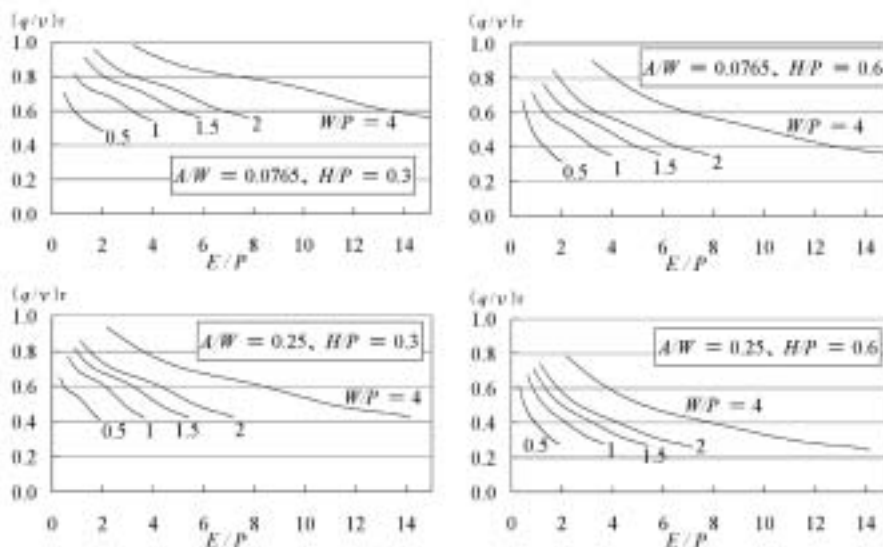 (q/v)r
1.0
0.8
0.6
0.4
0.2
0.0
0.5
1
1.5
2
W/P = 4
A/W = 0.0765、H/P = 0.3
0 2 4 6 8 10 12 14
E/P
(q/v)r
1.0
0.8
0.6
0.4
0.2
0.0
A/W = 0.0765、H/P = 0.6
0.5
1
1.5
2
W/P = 4
0 2 4 6 8 10 12 14
E/P
(q/v)r
1.0
0.8
0.6
0.4
0.2
0.0
A/W = 0.25、H/P = 0.3
0.5
1
1.5
2
W/P = 4
0 2 4 6 8 10 12 14
E/P
(q/v)r
1.0
0.8
0.6
0.4
0.2
0.0
A/W = 0.25、H/P = 0.6
0.5
1
1.5
2
W/P = 4
0 2 4 6 8 10 12 14
E/P